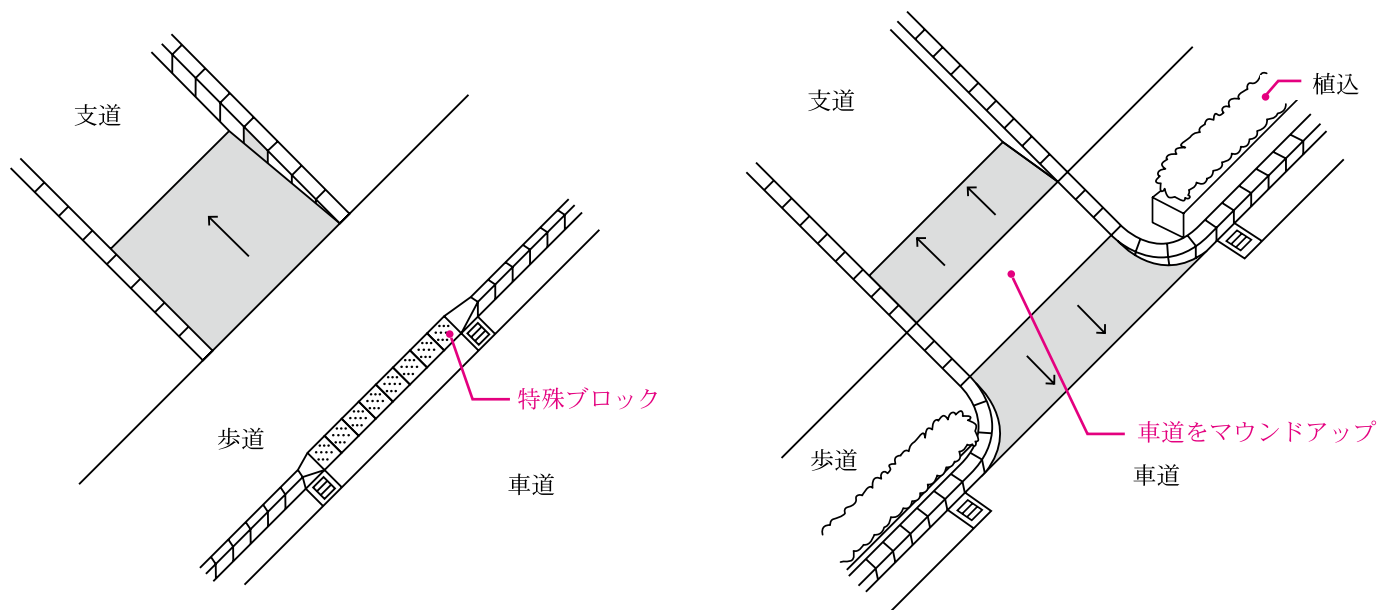 支道
特殊ブロック
歩道
車道
支道
植込
車道をマウンドアップ
歩道
車道